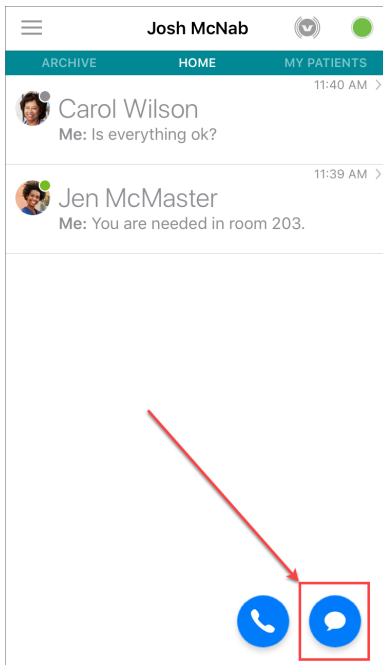 Josh McNab
ARCHIVE HOME MY PATIENTS
11:40 AM
Carol Wilson
Me: Is everything ok?
11:39 AM
Jen McMaster
Me: You are needed in room 203.